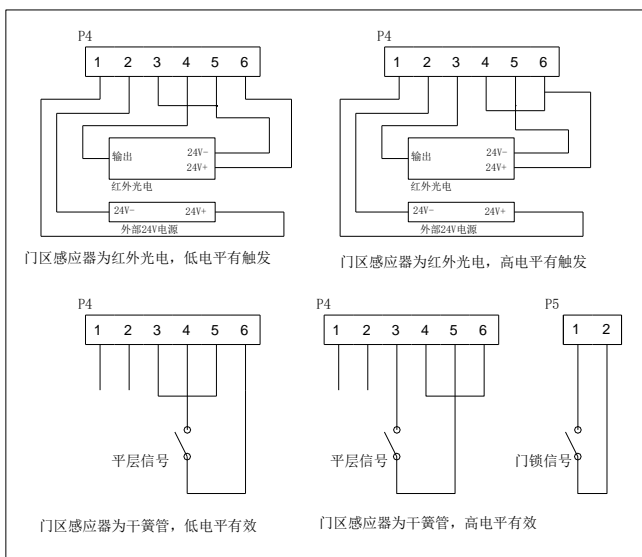 P4
1 2 3 4 5 6
输出
24V-
24V+
红外光电
24V- 24V+
外部24V电源
门区感应器为红外光电，低电平有触发
P4
1 2 3 4 5 6
输出
24V-
24V+
红外光电
24V- 24V+
外部24V电源
门区感应器为红外光电，高电平有触发
P4
1 2 3 4 5 6
平层信号
门区感应器为干簧管，低电平有效
P4
1 2 3 4 5 6
平层信号
门区感应器为干簧管，高电平有效
P5
1 2
门锁信号